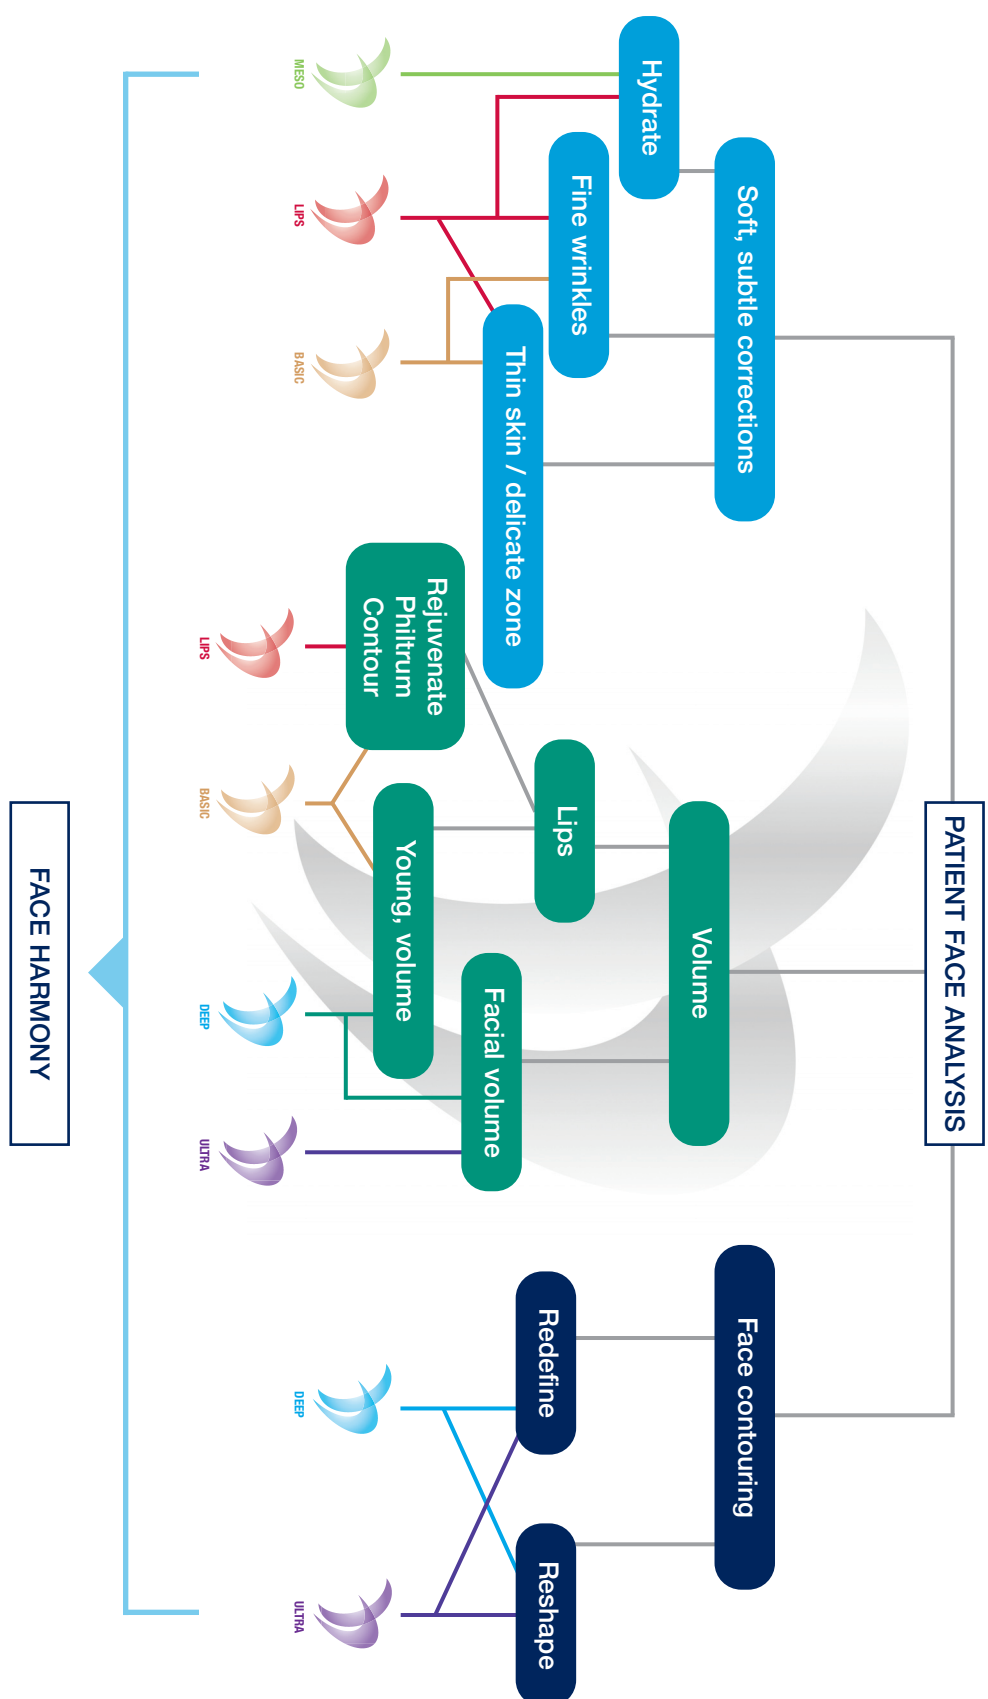 PATIENT FACE ANALYSIS
Soft, subtle corrections
Volume
Face contouring
Hydrate
Fine wrinkles
Thin skin / delicate zone
Lips
Facial volume
Redefine
Reshape
Rejuvenate
Philtrum
Contour
Young, volume
MESO
LIPS
BASIC
LIPS
BASIC
DEEP
ULTRA
DEEP
ULTRA
FACE HARMONY